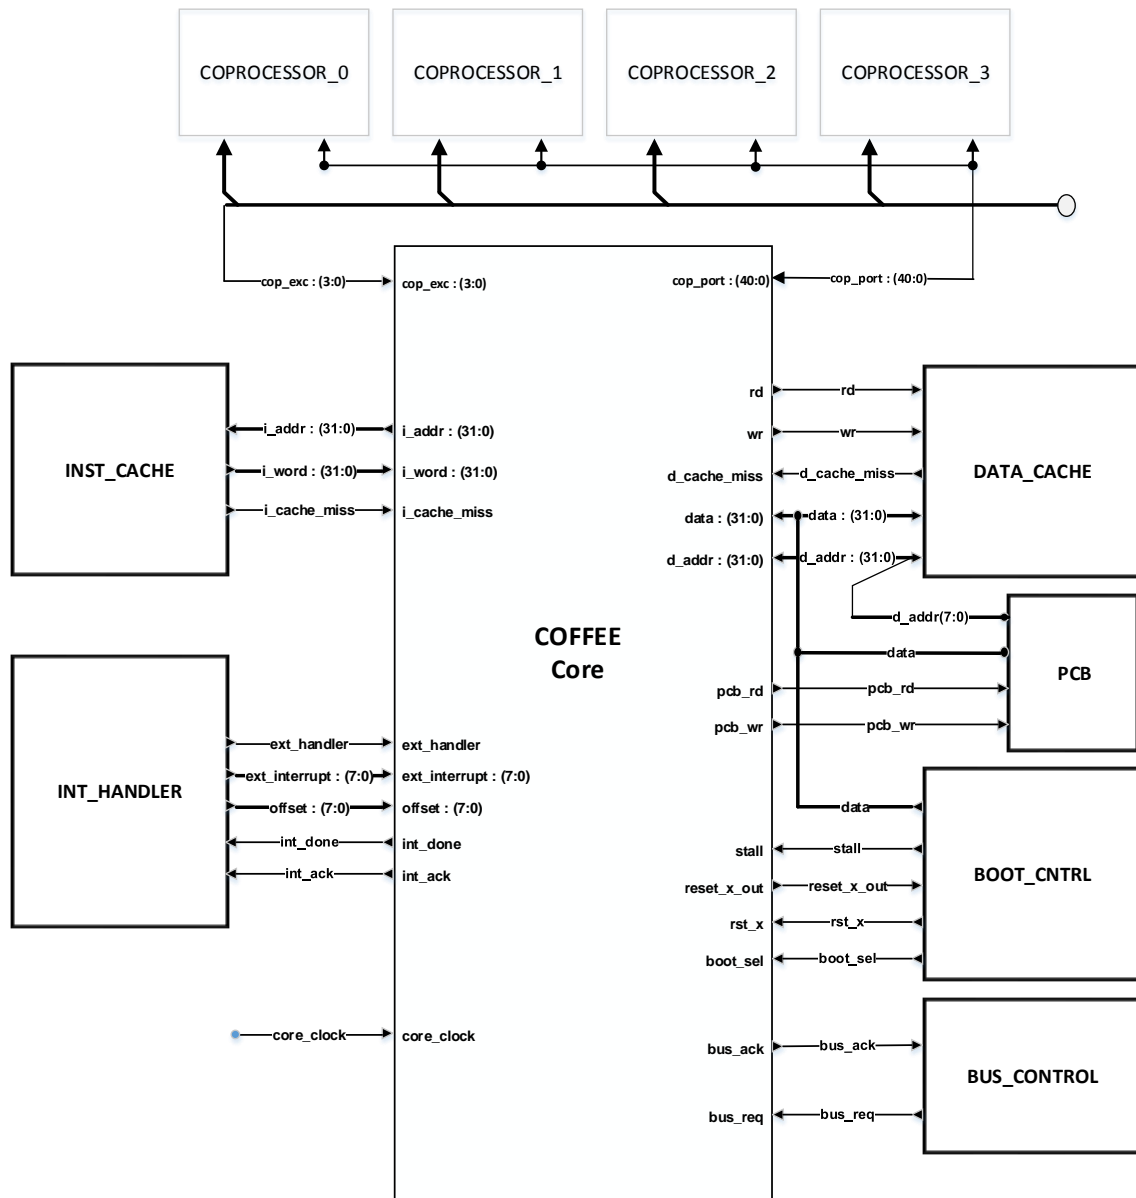 COPROCESSOR_0
COPROCESSOR_1
COPROCESSOR_2
COPROCESSOR_3
cop_exc : (3:0)
cop_exc : (3:0)
cop_port : (40:0)
cop_port : (40:0)
INST_CACHE
i_addr : (31:0)
i_addr : (31:0)
i_word : (31:0)
i_word : (31:0)
i_cache_miss
i_cache_miss
rd
rd
wr
wr
d_cache_miss
d_cache_miss
data : (31:0)
data : (31:0)
d_addr : (31:0)
d_addr : (31:0)
DATA_CACHE
COFFEE
Core
d_addr(7:0)
data
pcb_rd
pcb_rd
pcb_wr
pcb_wr
PCB
INT_HANDLER
ext_handler
ext_handler
ext_interrupt : (7:0)
ext_interrupt : (7:0)
offset : (7:0)
offset : (7:0)
int_done
int_done
int_ack
int_ack
data
stall
stall
reset_x_out
reset_x_out
rst_x
rst_x
boot_sel
boot_sel
BOOT_CNTRL
core_clock
core_clock
bus_ack
bus_ack
bus_req
bus_req
BUS_CONTROL